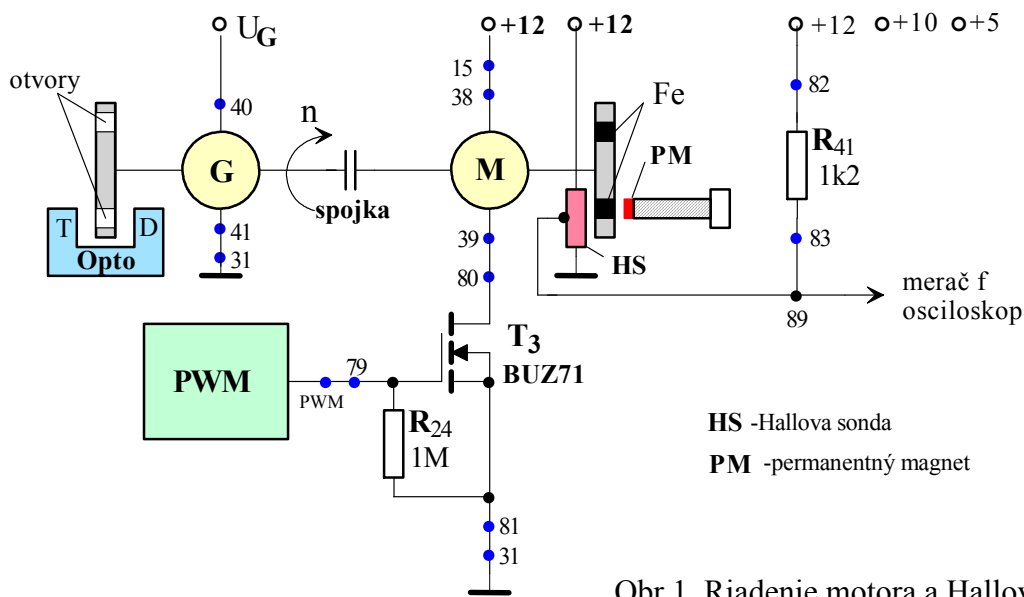 U_G
+12
+12
+12
+10
+5
otvory
15
38
40
n
Fe
PM
82
R41
1k2
G
M
spojka
T
D
Opto
41
31
39
80
HS
83
merač f
osciloskop
89
T3
BUZ71
PWM
79
PWM
R24
1M
HS -Hallova sonda
PM -permanentný magnet
81
31
Obr 1. Riadenie motora a Hallov